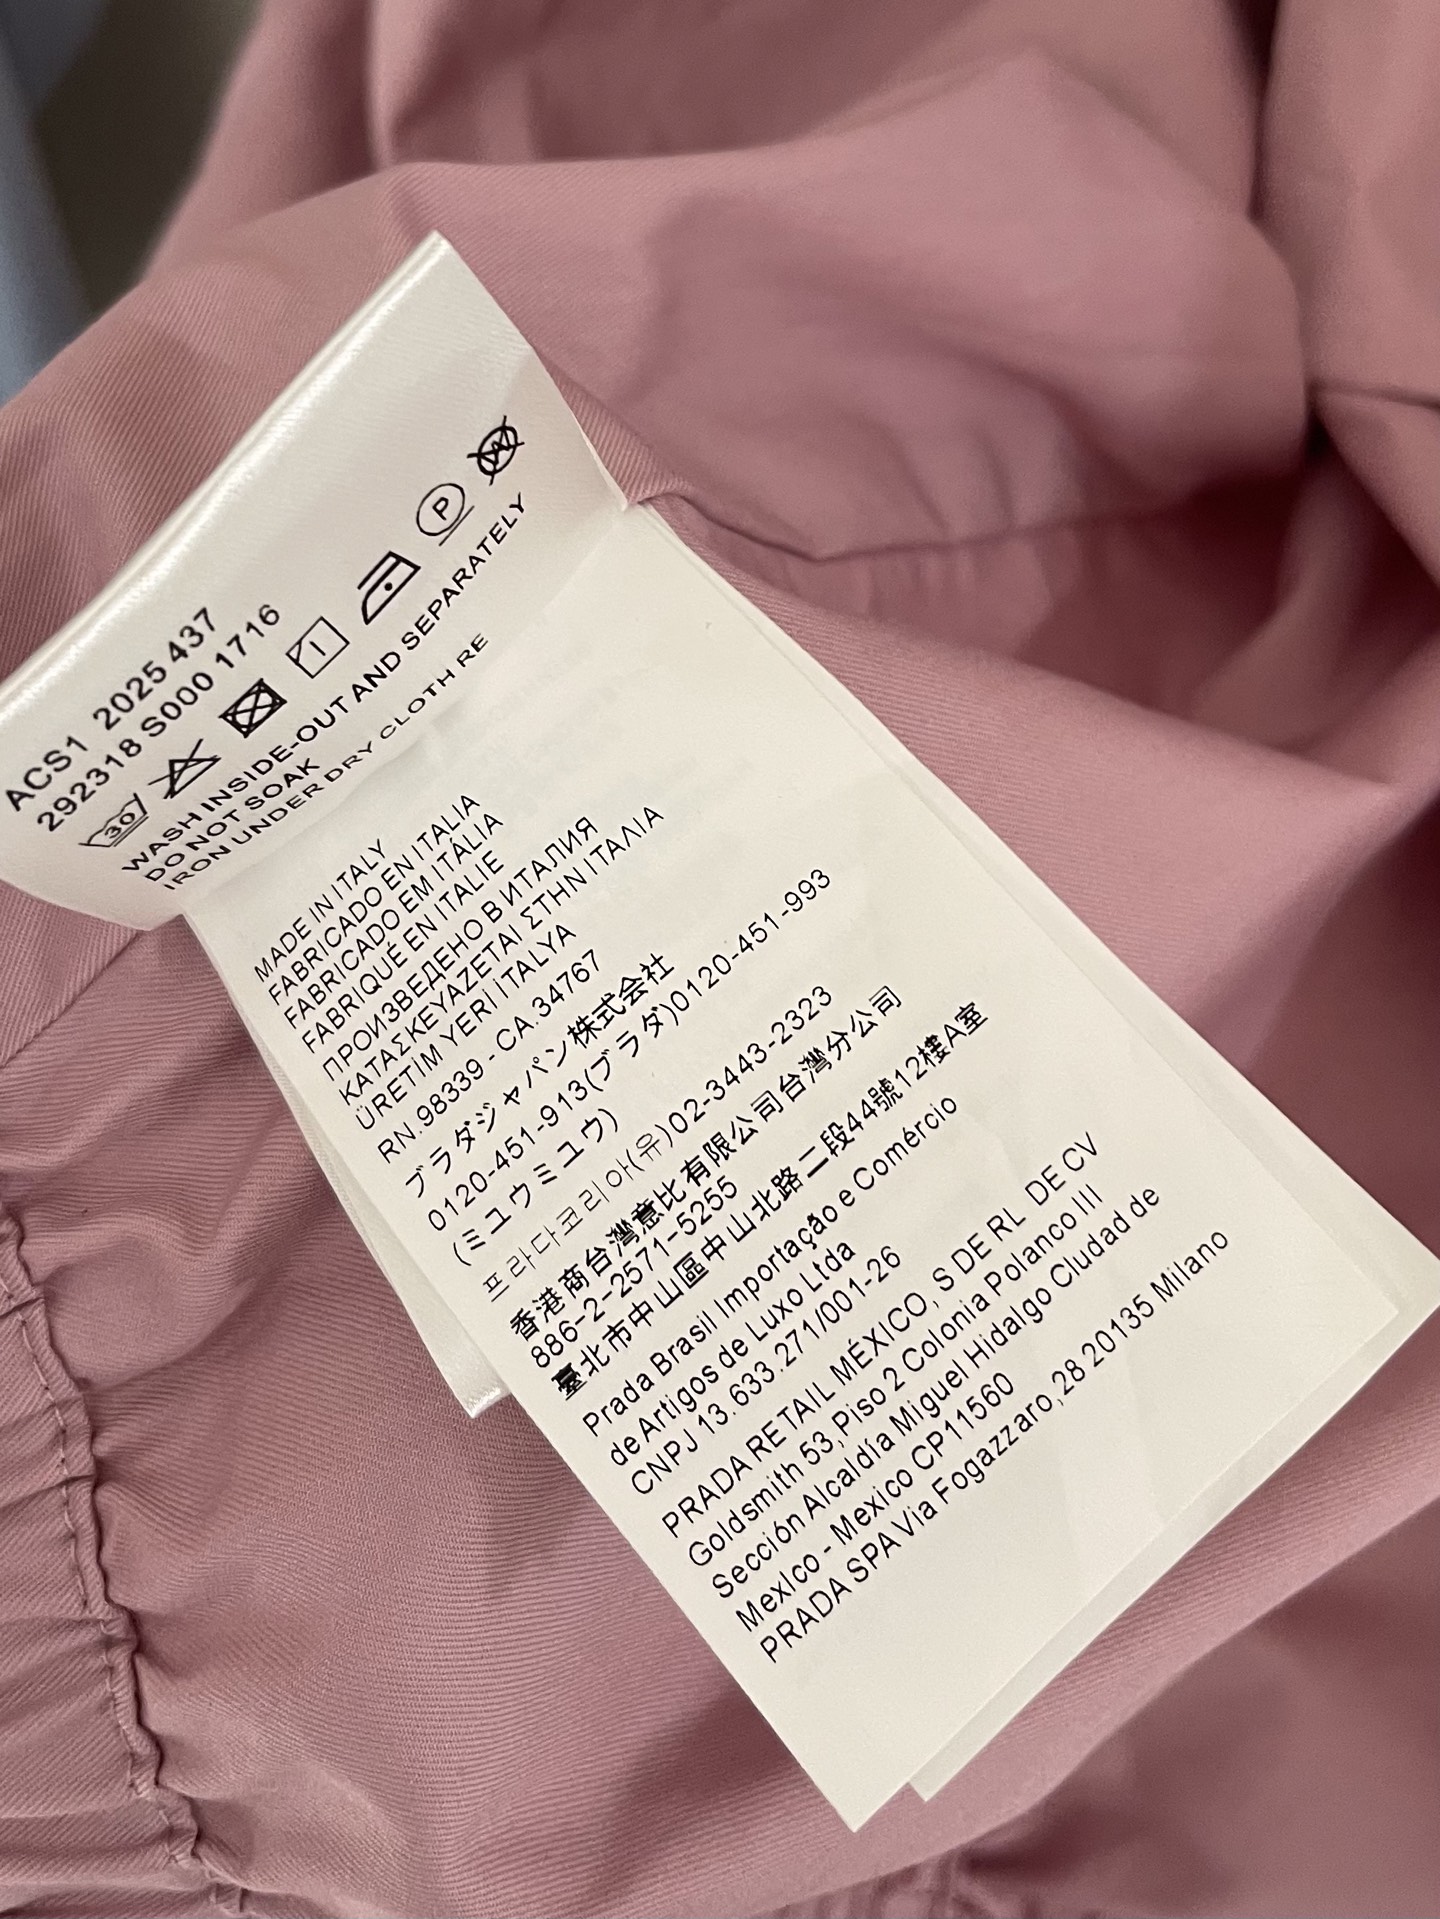 ACS1 2025 437
292318 S000 1716
30 P W
WASH INSIDE-OUT AND SEPARATELY
DO NOT SOAK
IRON UNDER DRY CLOTH RE
MADE IN ITALY
FABRICADO EN ITALIA
FABRICADO EM ITÁLIA
FABRIQUÉ EN ITALIE
ПРОИЗВЕДЕНО В ИТАЛИЯ
ΚΑΤΑΣΚΕΥΑΖΕΤΑΙ ΣΤΗΝ ΙΤΑΛΙΑ
ÜRETİM YERİ İTALYA
RN.98339 - CA.34767
ブラダジャパン株式会社
0120-451-913(ブラダ)0120-451-993
(ミユウミユウ)
프라다코리아(유)02-3443-2323
香港商台灣意比有限公司台灣分公司
886-2-2571-5255
臺北市中山區中山北路二段44號12樓A室
Prada Brasil Importação e Comércio
de Artigos de Luxo Ltda
CNPJ 13.633.271/001-26
PRADA RETAIL MÉXICO, S DE RL DE CV
Goldsmith 53,Piso 2 Colonia Polanco III
Sección Alcaldía Miguel Hidalgo Cludad de
MexIco - Mexico CP11560
PRADA SPA Via Fogazzaro,28 20135 Milano